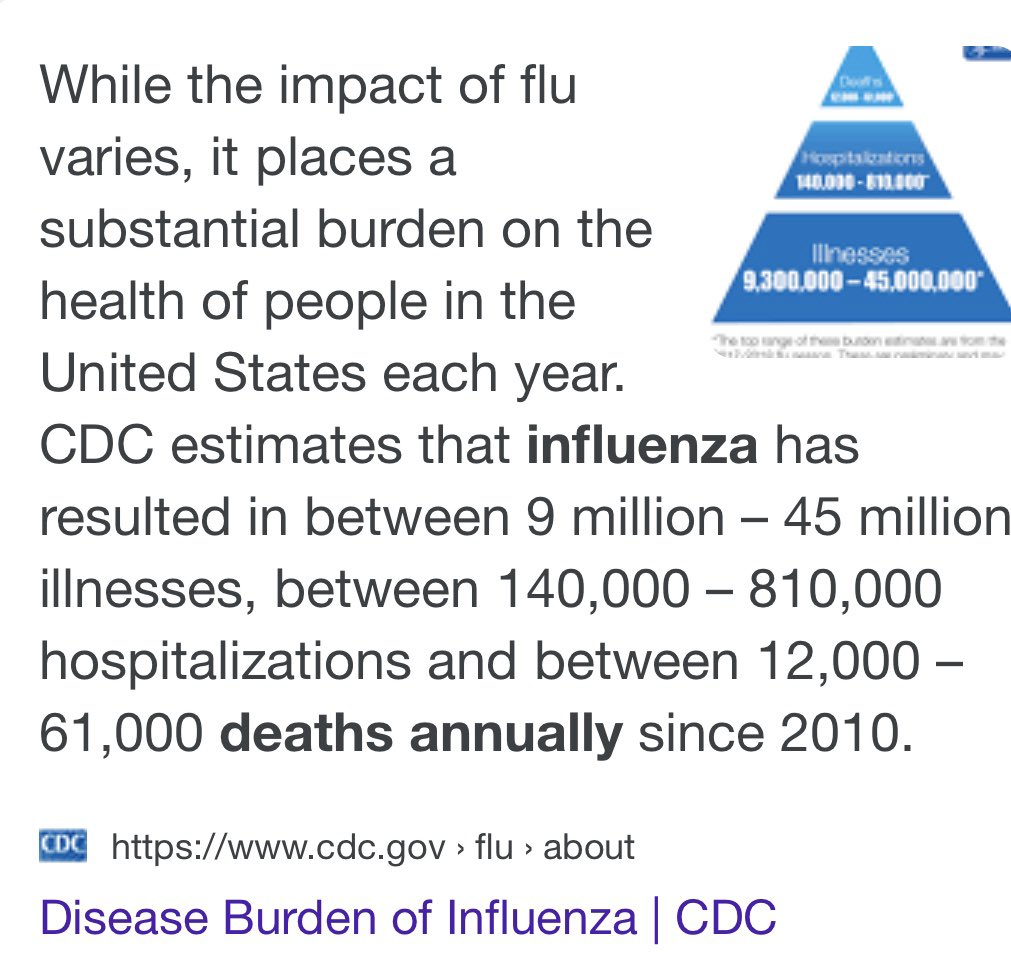 While the impact of flu
varies, it places a
substantial burden on the
health of people in the
United States each year.
CDC estimates that influenza has
resulted in between 9 million – 45 million
illnesses, between 140,000 – 810,000
hospitalizations and between 12,000 –
61,000 deaths annually since 2010.
Deaths
12,000 - 61,000
Hospitalizations
140,000 - 810,000*
Illnesses
9,300,000 – 45,000,000*
*The top range of these burden estimates are from the
CDC https://www.cdc.gov › flu › about
Disease Burden of Influenza | CDC